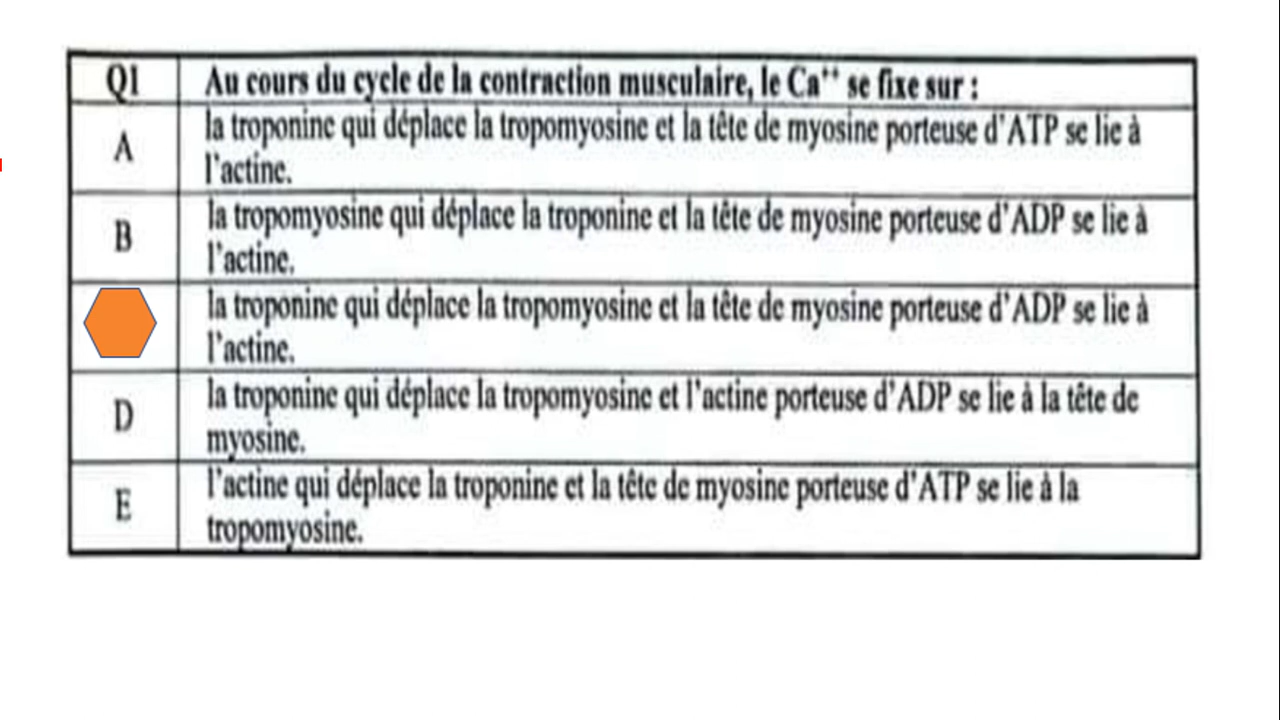 Q1 Au cours du cycle de la contraction musculaire, le Ca⁺⁺ se fixe sur :
A la troponine qui déplace la tropomyosine et la tête de myosine porteuse d'ATP se lie à
l'actine.
B la tropomyosine qui déplace la troponine et la tête de myosine porteuse d'ADP se lie à
l'actine.
la troponine qui déplace la tropomyosine et la tête de myosine porteuse d'ADP se lie à
l'actine.
D la troponine qui déplace la tropomyosine et l'actine porteuse d'ADP se lie à la tête de
myosine.
E l'actine qui déplace la troponine et la tête de myosine porteuse d'ATP se lie à la
tropomyosine.